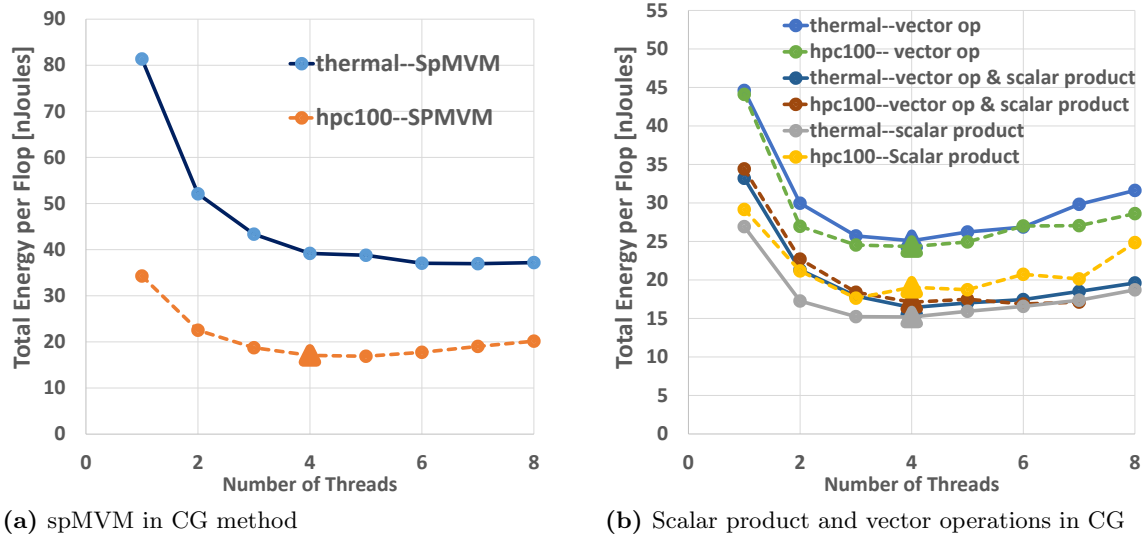 Total Energy per Flop [nJoules]
90
80
70
60
50
40
30
20
10
0
thermal--SpMVM
hpc100--SPMVM
0 2 4 6 8
Number of Threads
(a) spMVM in CG method
Total Energy per Flop [nJoules]
55
50
45
40
35
30
25
20
15
10
5
0
thermal--vector op
hpc100-- vector op
thermal--vector op & scalar product
hpc100--vector op & scalar product
thermal--scalar product
hpc100--Scalar product
0 2 4 6 8
Number of Threads
(b) Scalar product and vector operations in CG